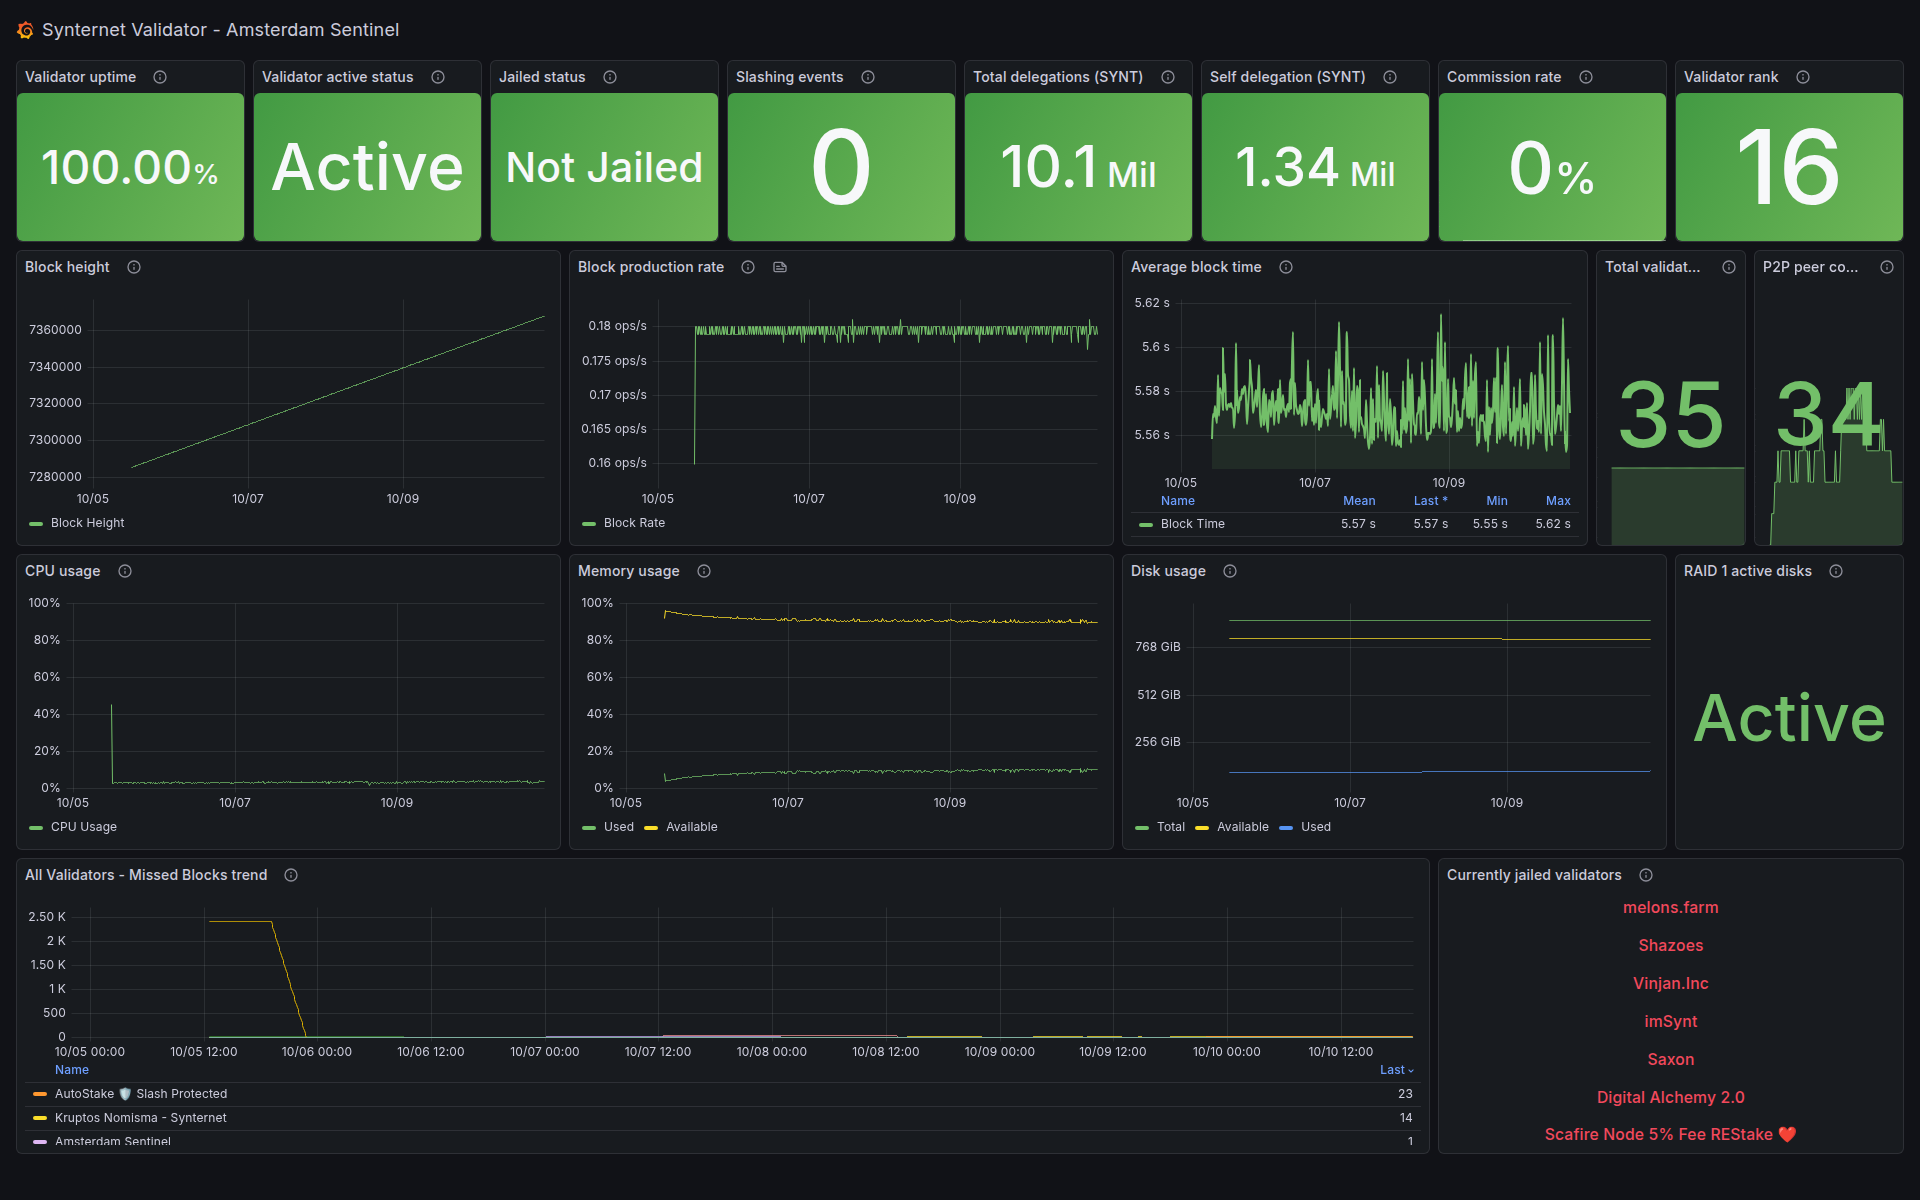 Synternet Validator - Amsterdam Sentinel
Validator uptime
100.00%
Validator active status
Active
Jailed status
Not Jailed
Slashing events
0
Total delegations (SYNT)
10.1 Mil
Self delegation (SYNT)
1.34 Mil
Commission rate
0%
Validator rank
16
Block height
7360000
7340000
7320000
7300000
7280000
10/05 10/07 10/09
Block Height
Block production rate
0.18 ops/s
0.175 ops/s
0.17 ops/s
0.165 ops/s
0.16 ops/s
10/05 10/07 10/09
Block Rate
Average block time
5.62 s
5.6 s
5.58 s
5.56 s
10/05 10/07 10/09
Name Mean Last * Min Max
Block Time 5.57 s 5.57 s 5.55 s 5.62 s
Total validat...
35
P2P peer co...
34
CPU usage
100%
80%
60%
40%
20%
0%
10/05 10/07 10/09
CPU Usage
Memory usage
100%
80%
60%
40%
20%
0%
10/05 10/07 10/09
Used Available
Disk usage
768 GiB
512 GiB
256 GiB
10/05 10/07 10/09
Total Available Used
RAID 1 active disks
Active
All Validators - Missed Blocks trend
2.50 K
2 K
1.50 K
1 K
500
0
10/05 00:00 10/05 12:00 10/06 00:00 10/06 12:00 10/07 00:00 10/07 12:00 10/08 00:00 10/08 12:00 10/09 00:00 10/09 12:00 10/10 00:00 10/10 12:00
Name Last
AutoStake 🛡️ Slash Protected 23
Kruptos Nomisma - Synternet 14
Amsterdam Sentinel 1
Currently jailed validators
melons.farm
Shazoes
Vinjan.Inc
imSynt
Saxon
Digital Alchemy 2.0
Scafire Node 5% Fee REStake ❤️